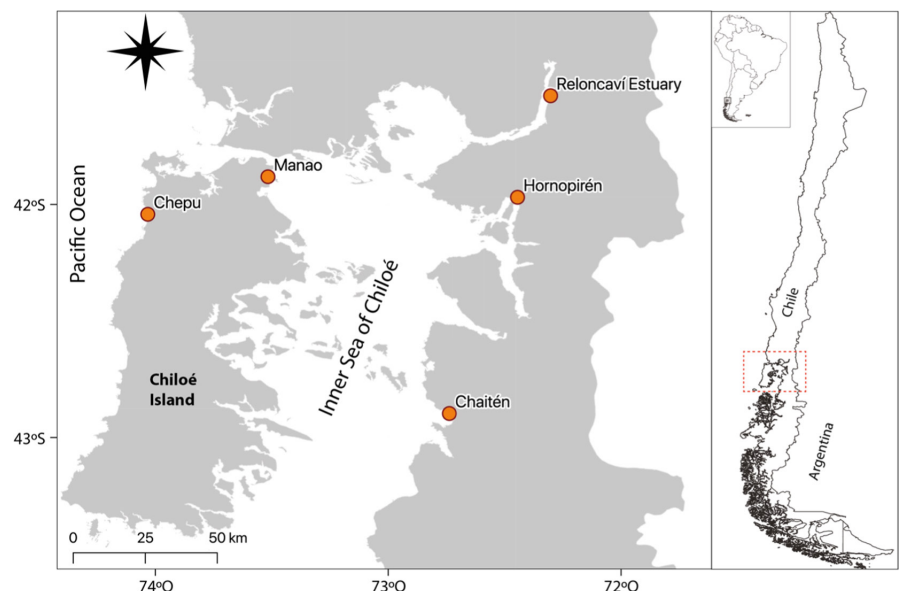 Reloncaví Estuary
Manao
Hornopirén
Chepu
42ºS
Pacific Ocean
Inner Sea of Chiloé
Chile
Chiloé
Island
Chaitén
43ºS
Argentina
0 25 50 km
74ºO 73ºO 72ºO